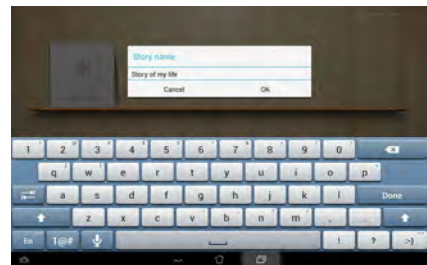 Story name
Story of my life
Cancel OK
1 2 3 4 5 6 7 8 9 0
q w e r t y u i o p
a s d f g h j k l Done
z x c v b n m
En 1@# ! ? :-)